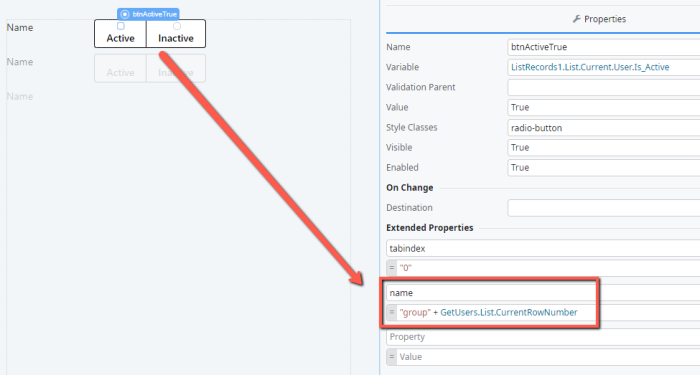 btnActiveTrue
Name
Active Inactive
Name
Active Inactive
Name
Properties
Name btnActiveTrue
Variable ListRecords1.List.Current.User.Is_Active
Validation Parent
Value True
Style Classes radio-button
Visible True
Enabled True
On Change
Destination
Extended Properties
tabindex
= "0"
name
= "group" + GetUsers.List.CurrentRowNumber
Property
= Value